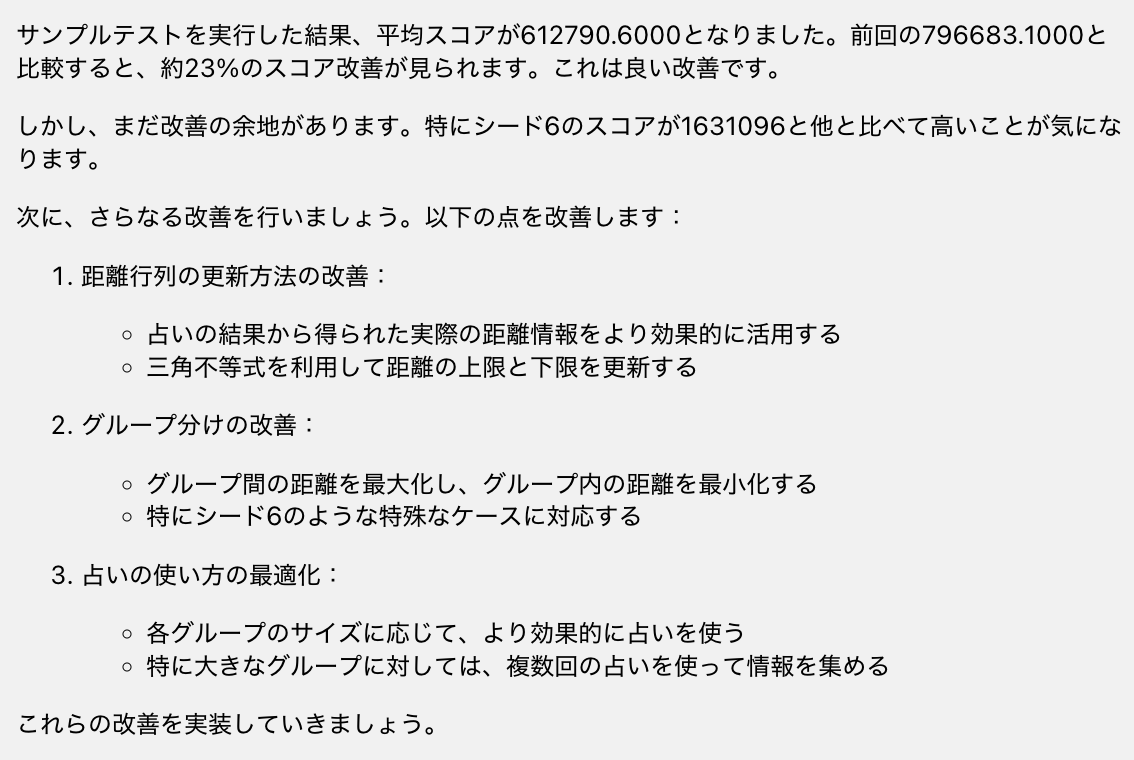 サンプルテストを実行した結果、平均スコアが612790.6000となりました。前回の796683.1000と
比較すると、約23%のスコア改善が見られます。これは良い改善です。
しかし、まだ改善の余地があります。特にシード6のスコアが1631096と他と比べて高いことが気にな
ります。
次に、さらなる改善を行いましょう。以下の点を改善します：
1. 距離行列の更新方法の改善：
○ 占いの結果から得られた実際の距離情報をより効果的に活用する
○ 三角不等式を利用して距離の上限と下限を更新する
2. グループ分けの改善：
○ グループ間の距離を最大化し、グループ内の距離を最小化する
○ 特にシード6のような特殊なケースに対応する
3. 占いの使い方の最適化：
○ 各グループのサイズに応じて、より効果的に占いを使う
○ 特に大きなグループに対しては、複数回の占いを使って情報を集める
これらの改善を実装していきましょう。